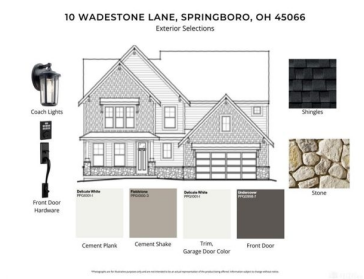 10 WADESTONE LANE, SPRINGBORO, OH 45066
Exterior Selections
Coach Lights
Shingles
Front Door
Hardware
Stone
Delicate White
Delicate White
Cement Plank
Cement Shake
Trim,
Garage Door Color
Front Door